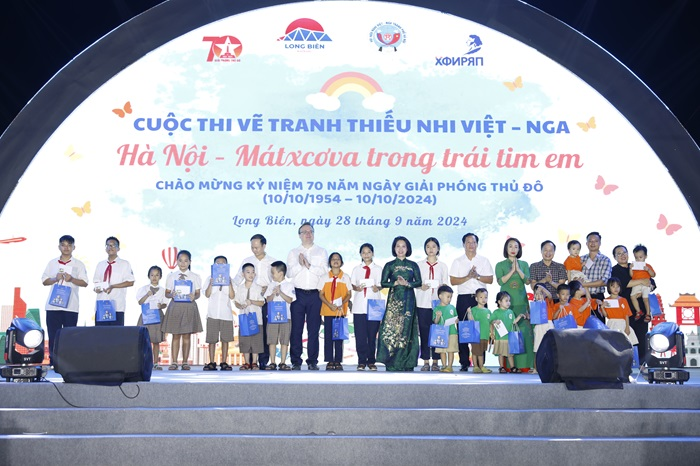 70
LONG BIÊN
ХФИРЯП
CUỘC THI VẼ TRANH THIẾU NHI VIỆT – NGA
Hà Nội – Mátxcơva trong trái tim em
CHÀO MỪNG KỶ NIỆM 70 NĂM NGÀY GIẢI PHÓNG THỦ ĐÔ
(10/10/1954 – 10/10/2024)
Long Biên, ngày 28 tháng 9 năm 2024